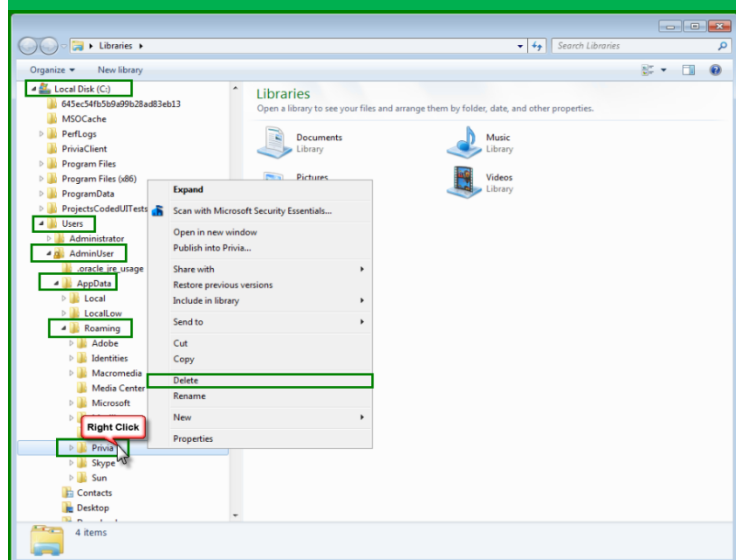 Libraries
Search Libraries
Organize
New library
Local Disk (C:)
645ec54fb5b9a99b28ad83eb13
MSOCache
PerfLogs
PriviaClient
Program Files
Program Files (x86)
ProgramData
ProjectsCodedUITests
Users
Administrator
AdminUser
.oracle_jre_usage
AppData
Local
LocalLow
Roaming
Adobe
Identities
Macromedia
Media Center
Microsoft
Right Click
Privia
Skype
Sun
Contacts
Desktop
Expand
Scan with Microsoft Security Essentials...
Open in new window
Publish into Privia...
Share with
Restore previous versions
Include in library
Send to
Cut
Copy
Delete
Rename
New
Properties
Libraries
Open a library to see your files and arrange them by folder, date, and other properties.
Documents
Library
Music
Library
Pictures
Videos
Library
4 items